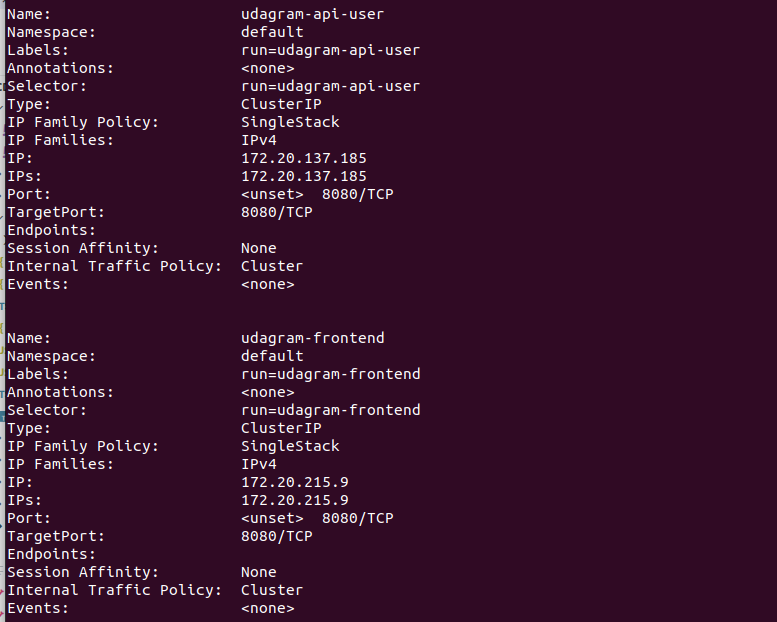 Name: udagram-api-user
Namespace: default
Labels: run=udagram-api-user
Annotations: <none>
Selector: run=udagram-api-user
Type: ClusterIP
IP Family Policy: SingleStack
IP Families: IPv4
IP: 172.20.137.185
IPs: 172.20.137.185
Port: <unset> 8080/TCP
TargetPort: 8080/TCP
Endpoints:
Session Affinity: None
Internal Traffic Policy: Cluster
Events: <none>
Name: udagram-frontend
Namespace: default
Labels: run=udagram-frontend
Annotations: <none>
Selector: run=udagram-frontend
Type: ClusterIP
IP Family Policy: SingleStack
IP Families: IPv4
IP: 172.20.215.9
IPs: 172.20.215.9
Port: <unset> 8080/TCP
TargetPort: 8080/TCP
Endpoints:
Session Affinity: None
Internal Traffic Policy: Cluster
Events: <none>